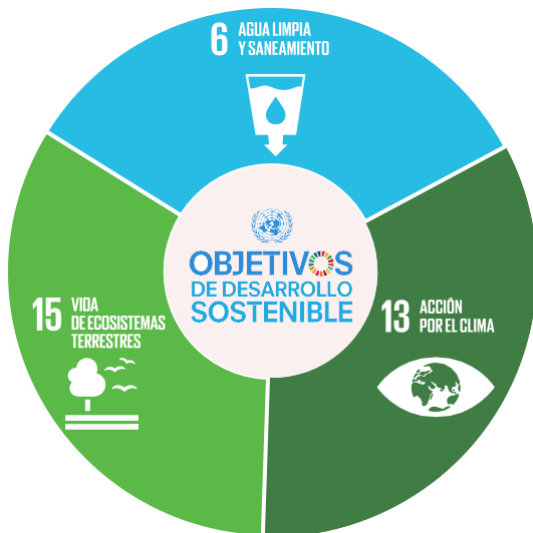 6 AGUA LIMPIA
Y SANEAMIENTO
OBJETIVOS
DE DESARROLLO
SOSTENIBLE
15 VIDA
DE ECOSISTEMAS
TERRESTRES
13 ACCIÓN
POR EL CLIMA